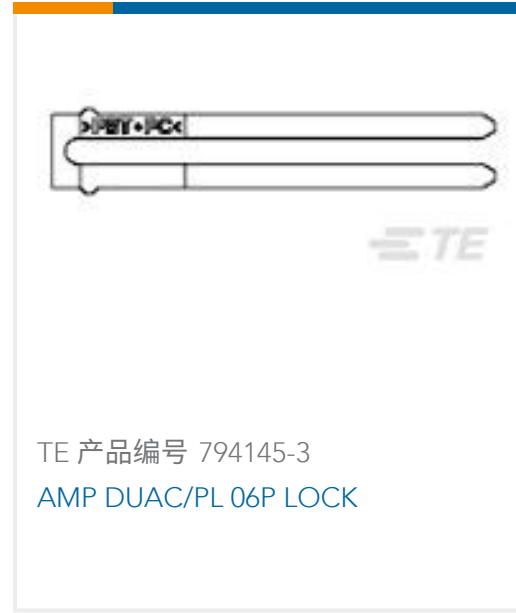 >PBT+PC<
TE
TE 产品编号 794145-3
AMP DUAC/PL 06P LOCK